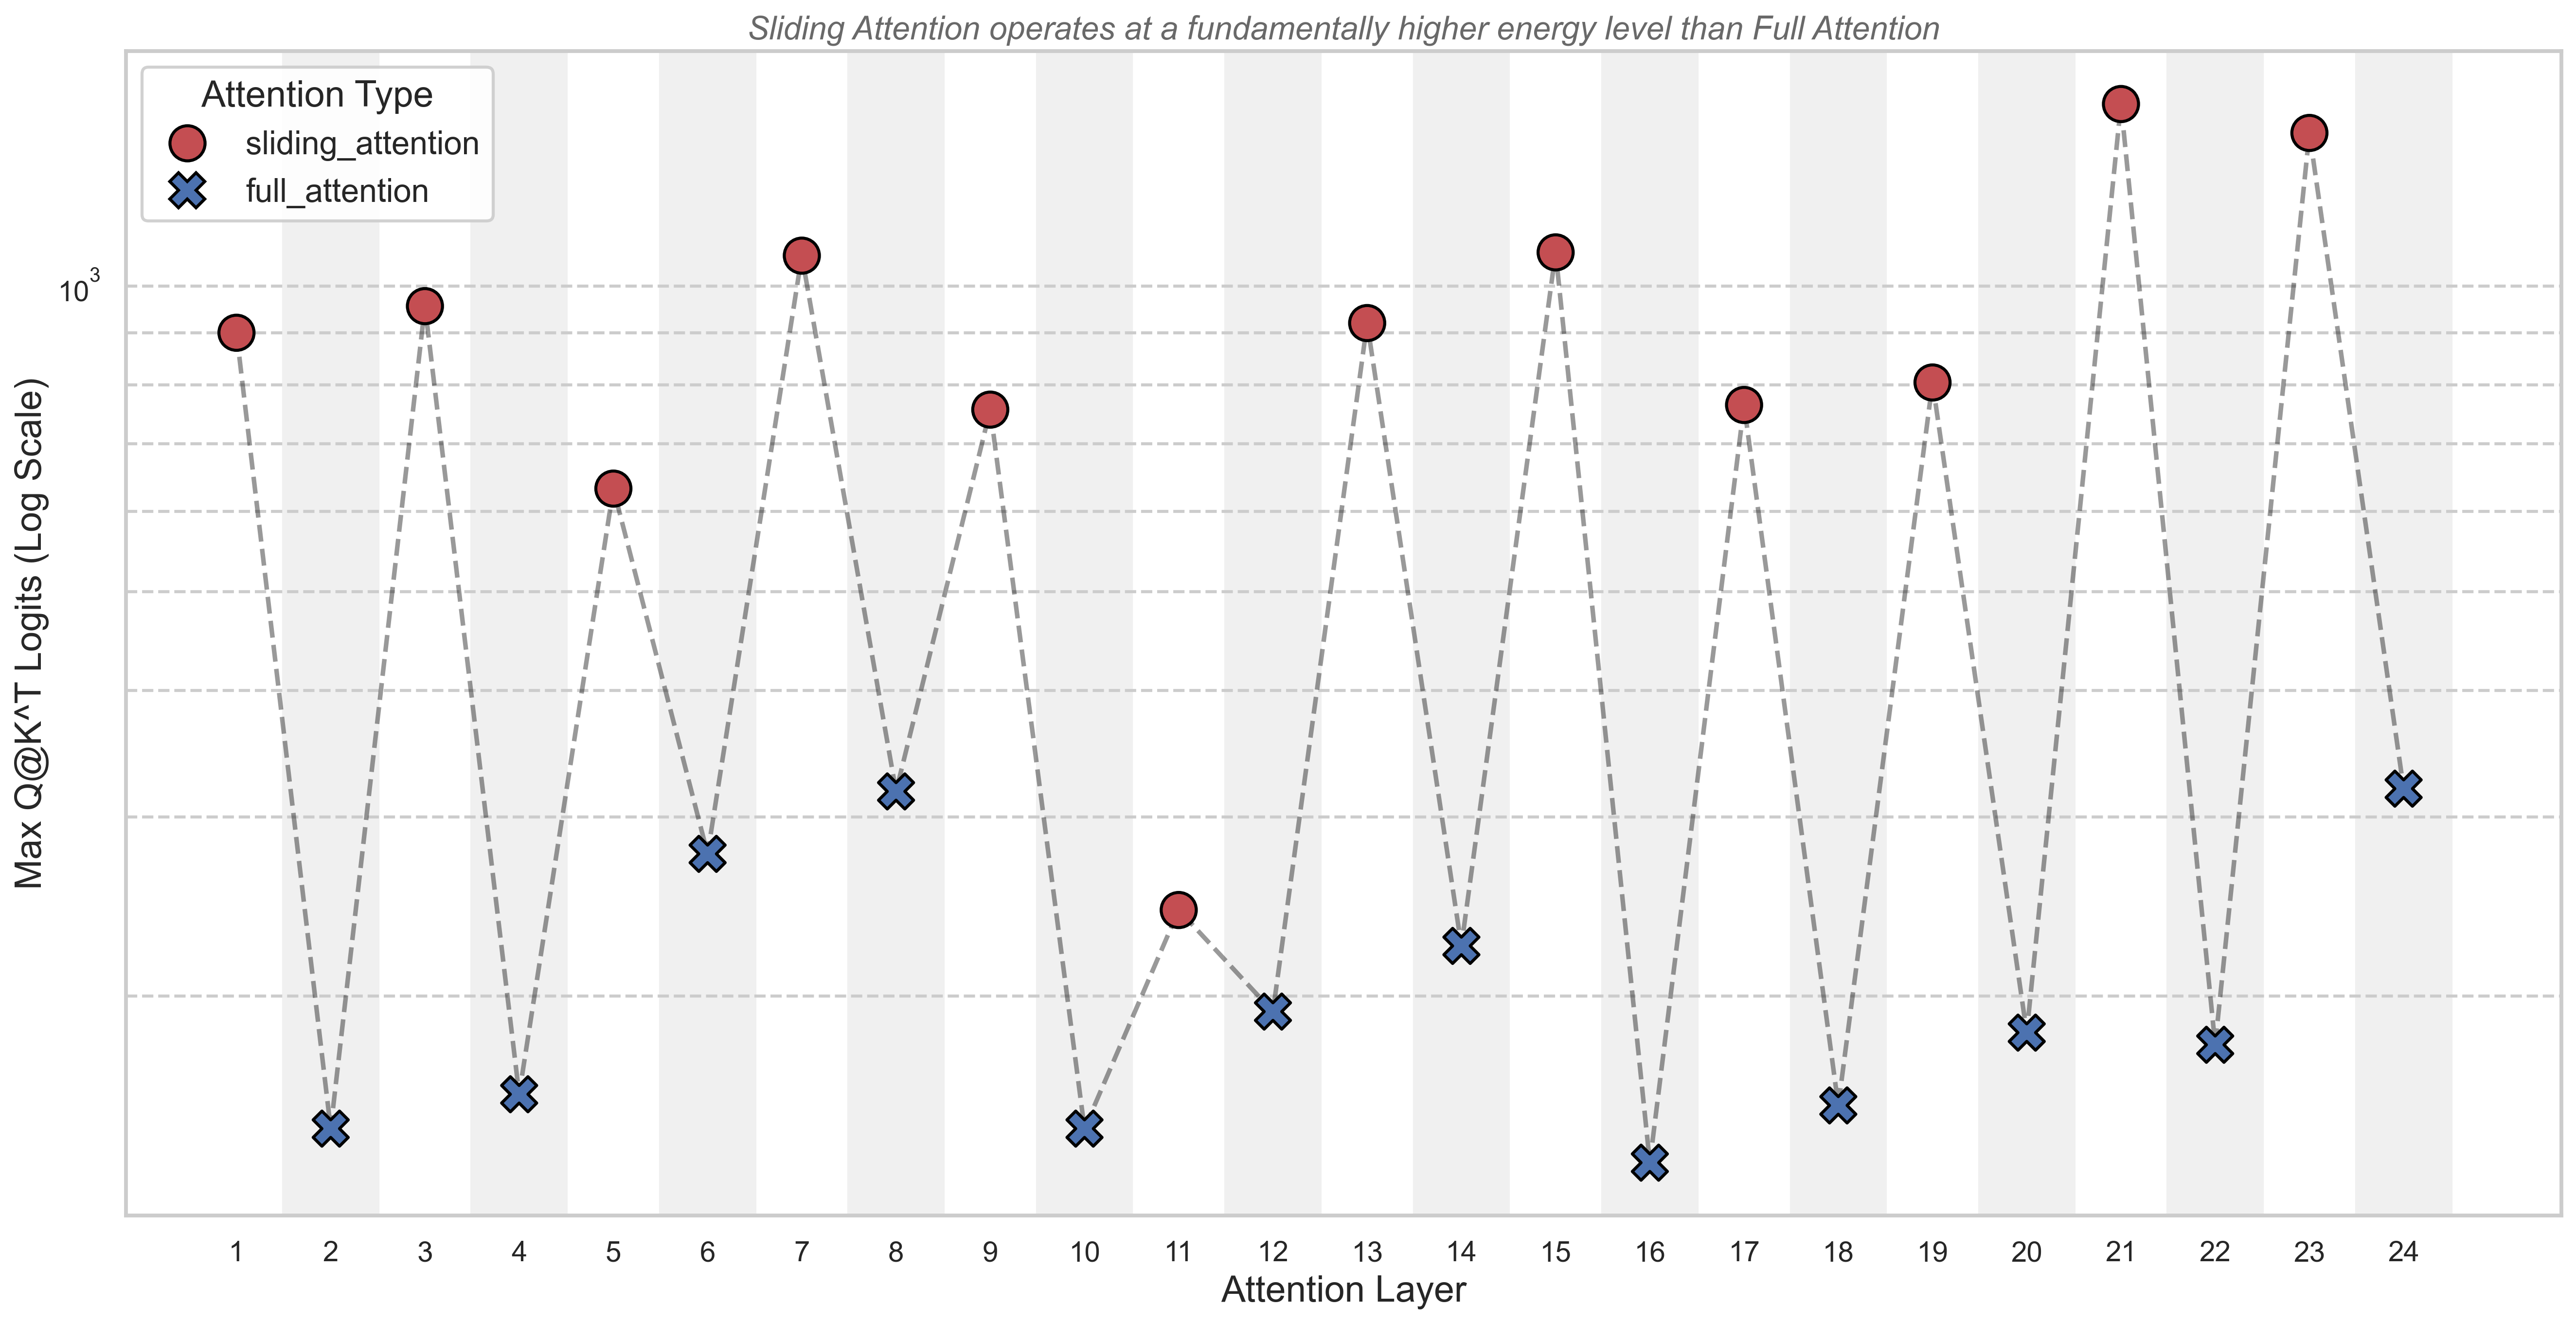 Sliding Attention operates at a fundamentally higher energy level than Full Attention
Attention Type
sliding_attention
full_attention
10^3
Max Q@K^T Logits (Log Scale)
1 2 3 4 5 6 7 8 9 10 11 12 13 14 15 16 17 18 19 20 21 22 23 24
Attention Layer